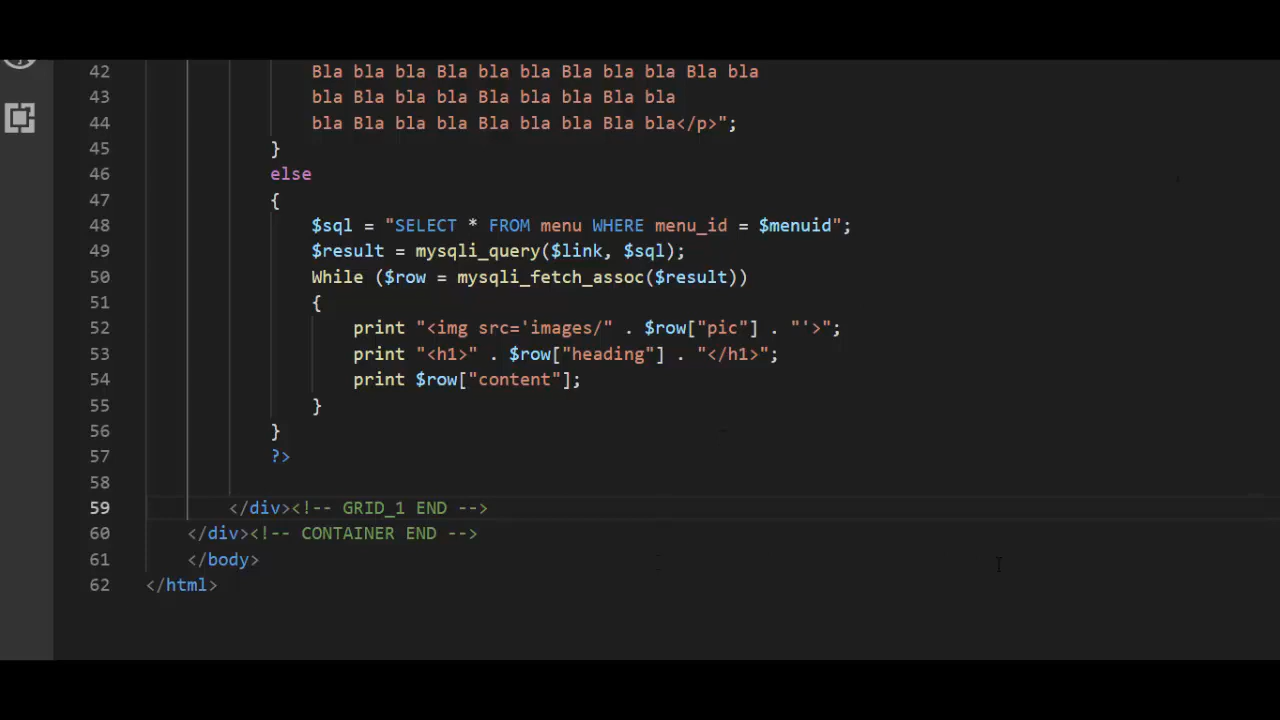 42 Bla bla bla Bla bla bla Bla bla bla Bla bla
43 bla Bla bla bla Bla bla bla Bla bla
44 bla Bla bla bla Bla bla bla Bla bla</p>";
45 }
46 else
47 {
48 $sql = "SELECT * FROM menu WHERE menu_id = $menuid";
49 $result = mysqli_query($link, $sql);
50 While ($row = mysqli_fetch_assoc($result))
51 {
52 print "<img src='images/" . $row["pic"] . "'>";
53 print "<h1>" . $row["heading"] . "</h1>";
54 print $row["content"];
55 }
56 }
57 ?>
58
59 </div><!-- GRID_1 END -->
60 </div><!-- CONTAINER END -->
61 </body>
62 </html>